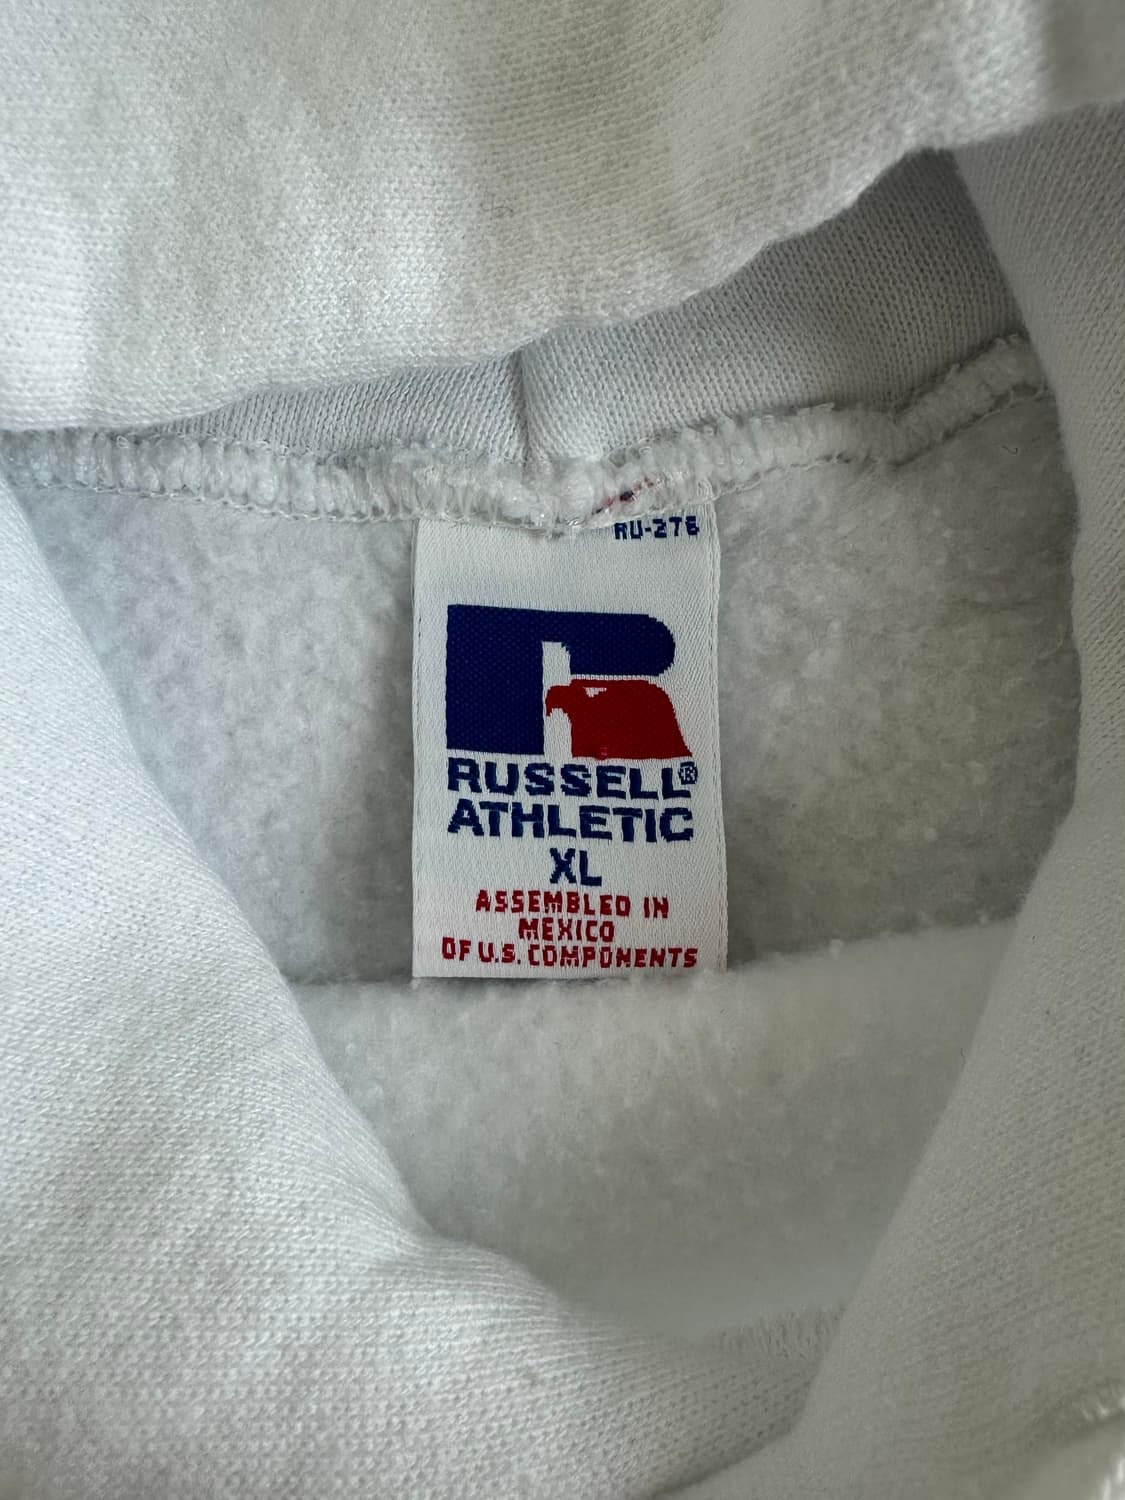 RU-276
RUSSELL®
ATHLETIC
XL
ASSEMBLED IN
MEXICO
OF U.S. COMPONENTS